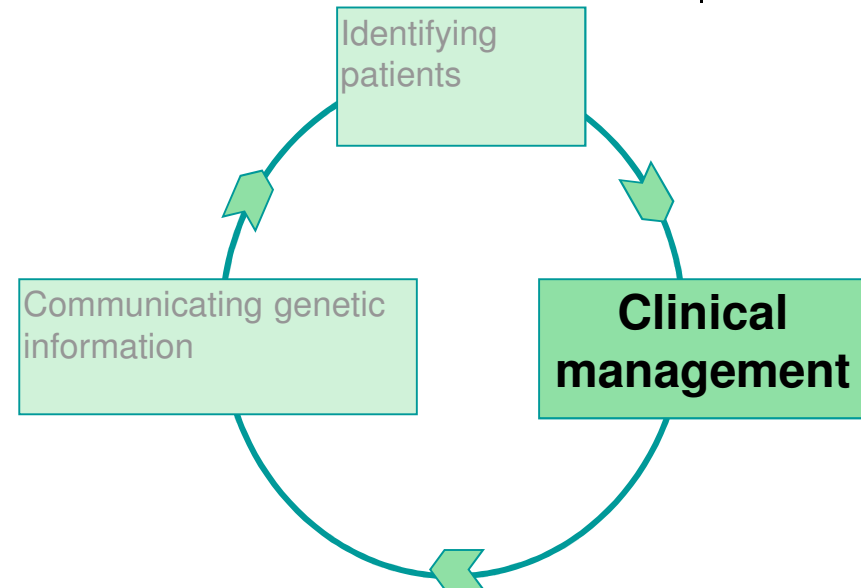 Identifying
patients
Clinical
management
Communicating genetic
information